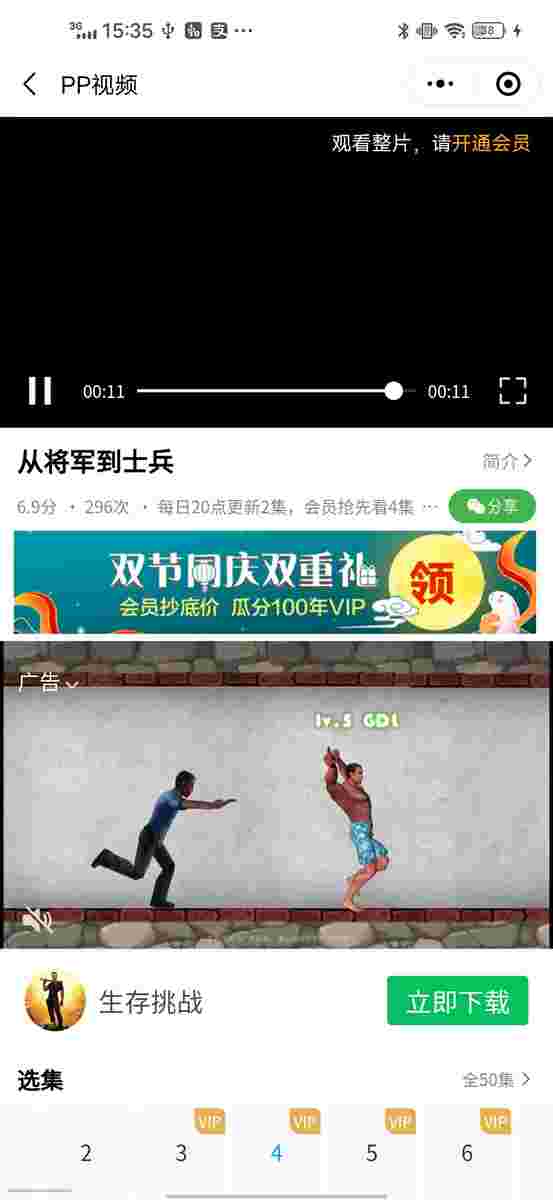 3G 15:35 58
PP视频
观看整片，请开通会员
00:11 00:11
从将军到士兵 简介
6.9分 · 296次 · 每日20点更新2集，会员抢先看4集 ··· 分享
双节同庆双重礼 领
会员抄底价 瓜分100年VIP
广告
lv.5 GDL
生存挑战 立即下载
选集 全50集
VIP VIP VIP VIP
2 3 4 5 6